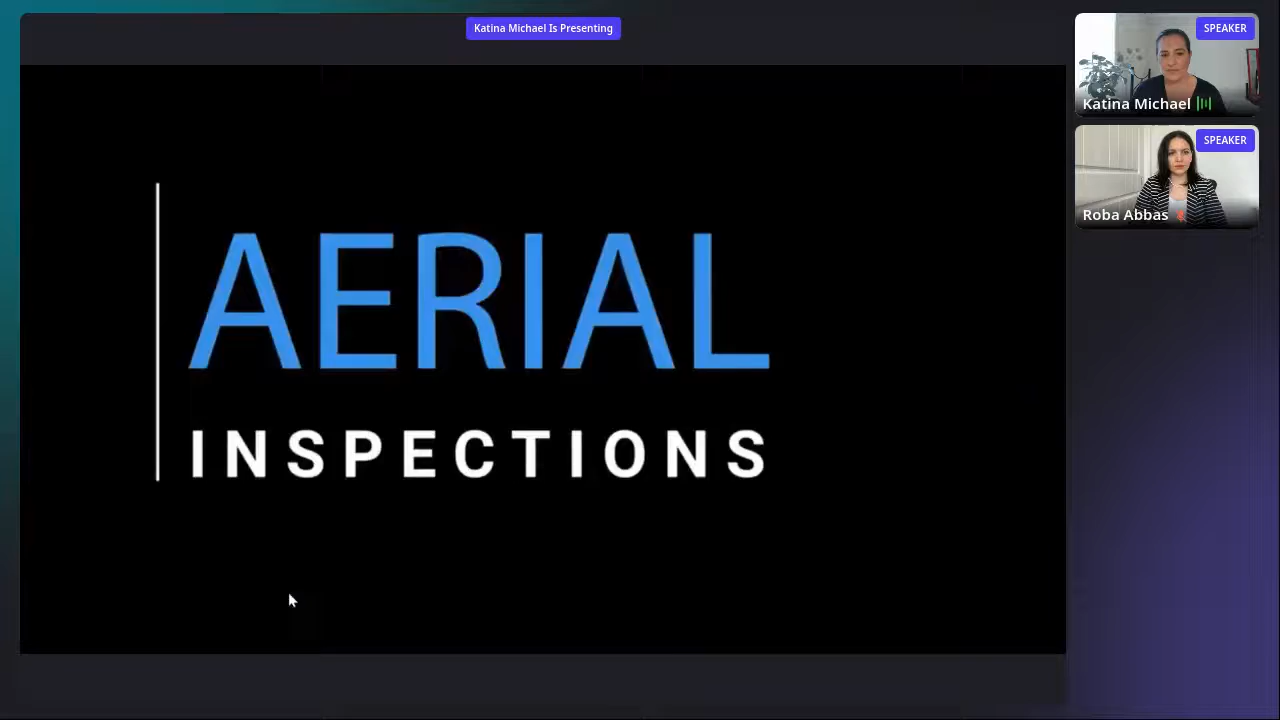 Katina Michael Is Presenting
AERIAL
INSPECTIONS
SPEAKER
Katina Michael
SPEAKER
Roba Abbas